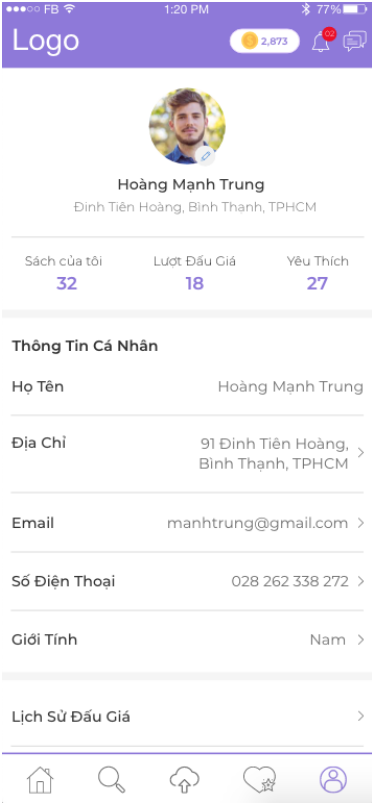 FB 1:20 PM 77%
Logo 2,873 02
Hoàng Mạnh Trung
Đinh Tiên Hoàng, Bình Thạnh, TPHCM
Sách của tôi Lượt Đấu Giá Yêu Thích
32 18 27
Thông Tin Cá Nhân
Họ Tên Hoàng Mạnh Trung
Địa Chỉ 91 Đinh Tiên Hoàng,
Bình Thạnh, TPHCM
Email manhtrung@gmail.com
Số Điện Thoại 028 262 338 272
Giới Tính Nam
Lịch Sử Đấu Giá